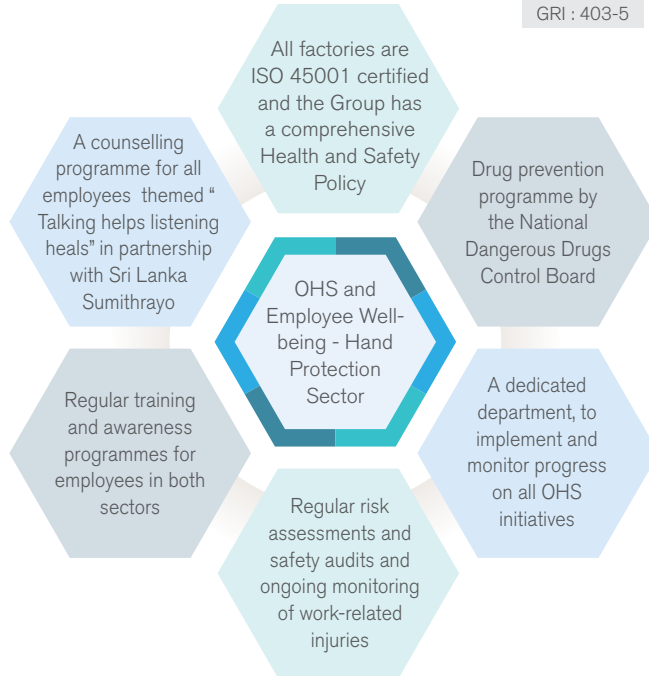 GRI : 403-5
All factories are
ISO 45001 certified
and the Group has
a comprehensive
Health and Safety
Policy
A counselling
programme for all
employees themed “
Talking helps listening
heals” in partnership
with Sri Lanka
Sumithrayo
Drug prevention
programme by
the National
Dangerous Drugs
Control Board
OHS and
Employee Well-
being - Hand
Protection
Sector
Regular training
and awareness
programmes for
employees in both
sectors
A dedicated
department, to
implement and
monitor progress
on all OHS
initiatives
Regular risk
assessments and
safety audits and
ongoing monitoring
of work-related
injuries